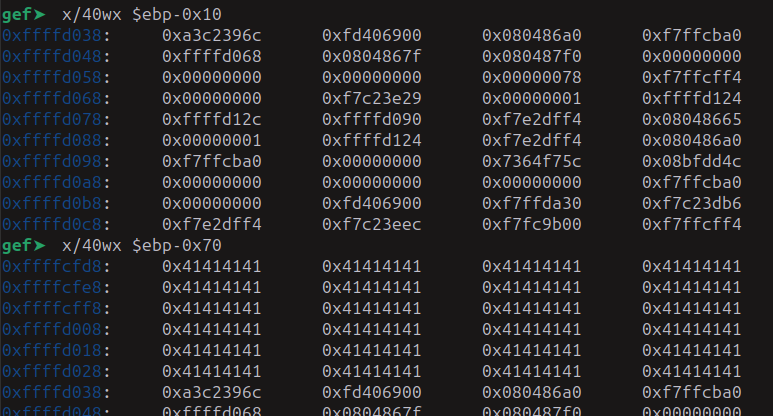 gef➤  x/40wx $ebp-0x10
0xffffd038:     0xa3c2396c      0xfd406900      0x080486a0      0xf7ffcba0
0xffffd048:     0xffffd068      0x0804867f      0x080487f0      0x00000000
0xffffd058:     0x00000000      0x00000000      0x00000078      0xf7ffcff4
0xffffd068:     0x00000000      0xf7c23e29      0x00000001      0xffffd124
0xffffd078:     0xffffd12c      0xffffd090      0xf7e2dff4      0x08048665
0xffffd088:     0x00000001      0xffffd124      0xf7e2dff4      0x080486a0
0xffffd098:     0xf7ffcba0      0x00000000      0x7364f75c      0x08bfdd4c
0xffffd0a8:     0x00000000      0x00000000      0x00000000      0xf7ffcba0
0xffffd0b8:     0x00000000      0xfd406900      0xf7ffda30      0xf7c23db6
0xffffd0c8:     0xf7e2dff4      0xf7c23eec      0xf7fc9b00      0xf7ffcff4
gef➤  x/40wx $ebp-0x70
0xffffcfd8:     0x41414141      0x41414141      0x41414141      0x41414141
0xffffcfe8:     0x41414141      0x41414141      0x41414141      0x41414141
0xffffcff8:     0x41414141      0x41414141      0x41414141      0x41414141
0xffffd008:     0x41414141      0x41414141      0x41414141      0x41414141
0xffffd018:     0x41414141      0x41414141      0x41414141      0x41414141
0xffffd028:     0x41414141      0x41414141      0x41414141      0x41414141
0xffffd038:     0xa3c2396c      0xfd406900      0x080486a0      0xf7ffcba0
0xffffd048:     0xffffd068      0x0804867f      0x080487f0      0x00000000